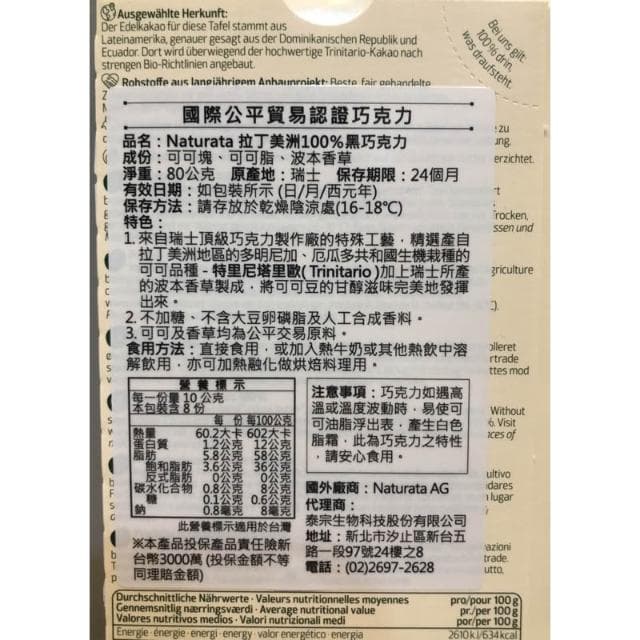 Ausgewählte Herkunft:
Der Edelkakao für diese Tafel stammt aus
Lateinamerika, genauer gesagt aus der Dominikanischen Republik und
Ecuador. Dort wird überwiegend der hochwertige Trinitario-Kakao nach
strengen Bio-Richtlinien angebaut.
Bei uns gilt:
100% drin,
was draufsteht.
Rohstoffe aus langjährigem Anbauprojekt: Beste, fair gehandelte
國際公平貿易認證巧克力
品名：Naturata 拉丁美洲100%黑巧克力
成份：可可塊、可可脂、波本香草
淨重：80公克 原產地：瑞士 保存期限：24個月
有效日期：如包裝所示 (日/月/西元年)
保存方法：請存放於乾燥陰涼處(16-18℃)
特色：
1. 來自瑞士頂級巧克力製作廠的特殊工藝，精選產自
拉丁美洲地區的多明尼加、厄瓜多共和國生機栽種的
可可品種 - 特里尼塔里歐( Trinitario )加上瑞士所產
的波本香草製成，將可可豆的甘醇滋味完美地發揮
出來。
2. 不加糖、不含大豆卵磷脂及人工合成香料。
3. 可可及香草均為公平交易原料。
食用方法：直接食用，或加入熱牛奶或其他熱飲中溶
解飲用，亦可加熱融化做烘焙料理用。
營養標示
每一份量 10 公克
本包裝含 8 份
每 份 每100公克
熱量 60.2大卡 602大卡
蛋白質 1.2公克 12公克
脂肪 5.8公克 58公克
飽和脂肪 3.6公克 36公克
反式脂肪 0公克 0公克
碳水化合物 0.8公克 8公克
糖 0.1公克 0.6公克
鈉 0.8毫克 8毫克
此營養標示適用於台灣
※本產品投保產品責任險新
台幣3000萬 (投保金額不等
同理賠金額)
注意事項：巧克力如遇高
溫或溫度波動時，易使可
可油脂浮出表，產生白色
脂霜，此為巧克力之特性
，請安心食用。
國外廠商：Naturata AG
代理商：
泰宗生物科技股份有限公司
地址：新北市汐止區新台五
路一段97號24樓之8
電話：(02)2697-2628
zu
erzichtet.
Trocken,
ssen und
griculture
olleret
rtrade
ttes mod
Without
. Visit
nces of
ultivo
lugar
azioni
trade.
Durchschnittliche Nährwerte · Valeurs nutritionnelles moyennes pro/pour 100 g
Gennemsnitlig næringsværdi · Average nutritional value pr./per 100 g
Valores nutritivos medios · Valori nutrizionali medi por/per 100 g
Energie · énergie · energi · energy · valor energético · energia 2610 kJ/634 kcal